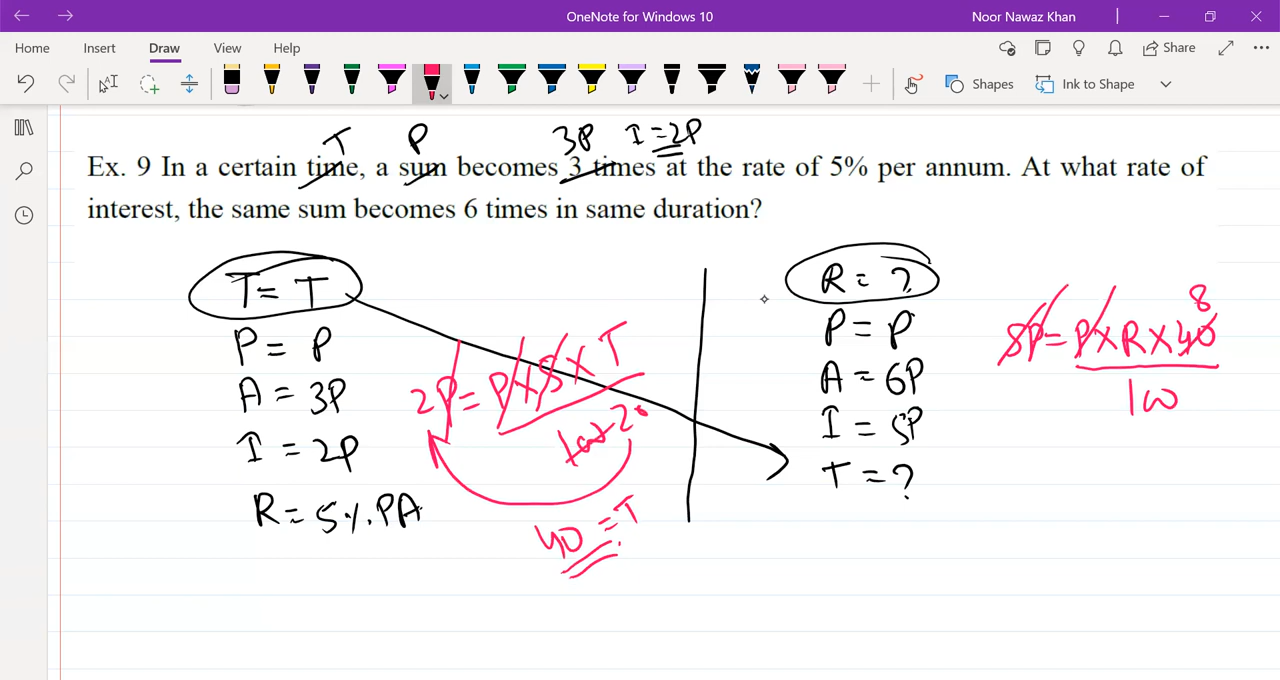 OneNote for Windows 10
Noor Nawaz Khan
Home Insert Draw View Help
Share
Shapes
Ink to Shape
T P 3P I = 2P
Ex. 9 In a certain time, a sum becomes 3 times at the rate of 5% per annum. At what rate of
interest, the same sum becomes 6 times in same duration?
T = T
P = P
A = 3P
I = 2P
R = 5%. PA
2P = P × 5 × T
100 20
40 = T
R = ?
P = P
A = 6P
I = 5P
T = ?
8
5P = P × R × 40
100